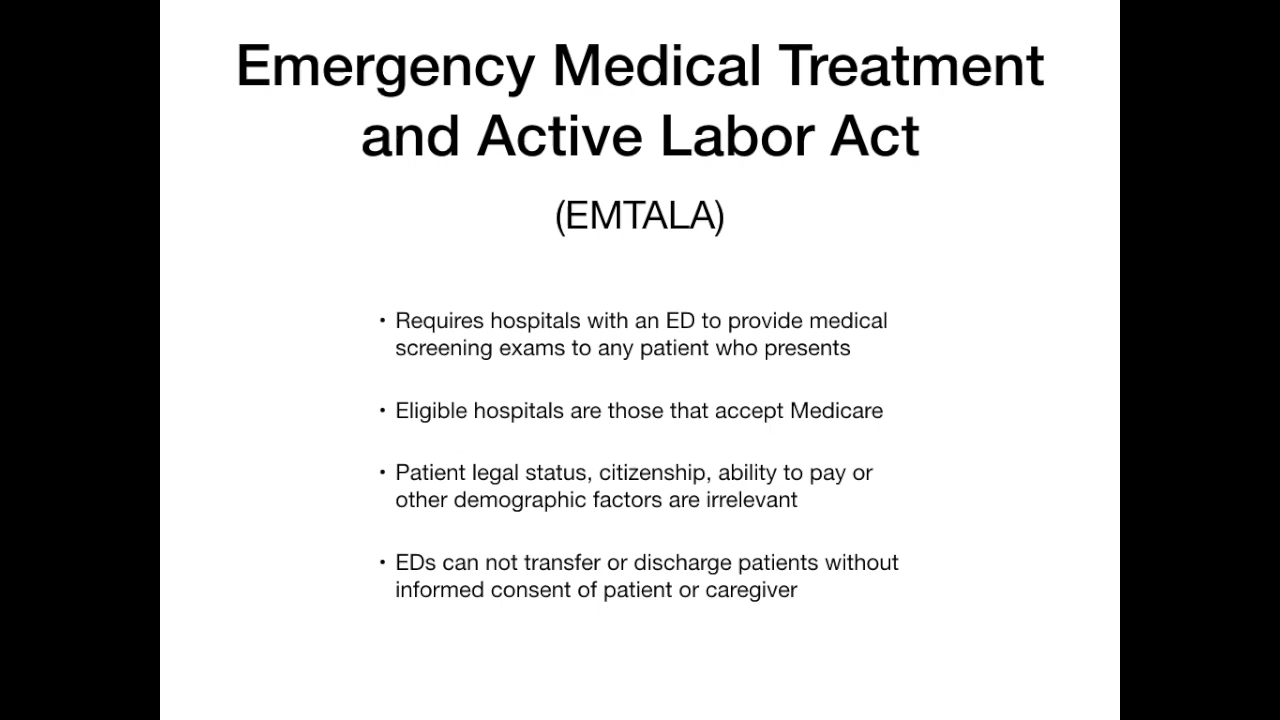 Emergency Medical Treatment
and Active Labor Act
(EMTALA)
• Requires hospitals with an ED to provide medical
screening exams to any patient who presents
• Eligible hospitals are those that accept Medicare
• Patient legal status, citizenship, ability to pay or
other demographic factors are irrelevant
• EDs can not transfer or discharge patients without
informed consent of patient or caregiver